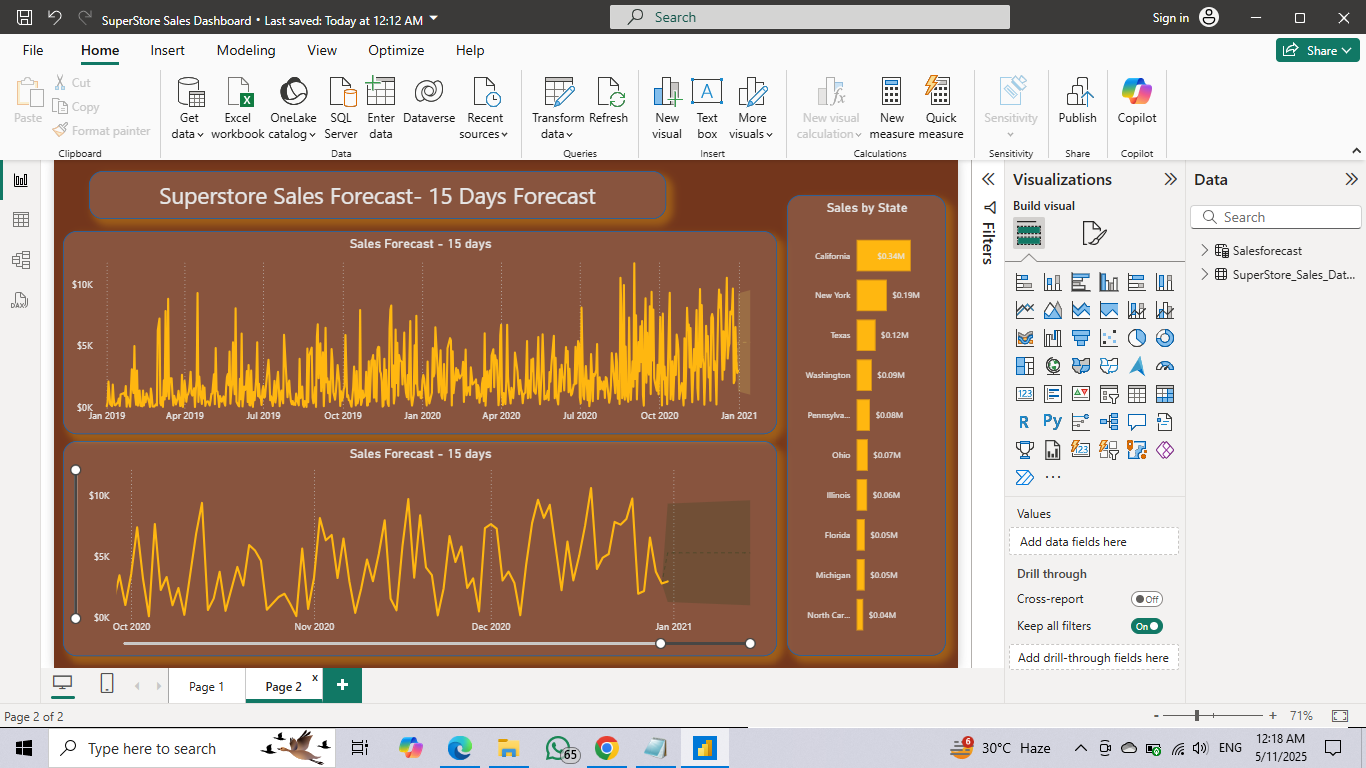 SuperStore Sales Dashboard • Last saved: Today at 12:12 AM
Search
Sign in
File Home Insert Modeling View Optimize Help
Share
Paste
Cut
Copy
Format painter
Clipboard
Get data
Excel workbook
OneLake catalog
SQL Server
Enter data
Dataverse
Recent sources
Data
Transform data
Refresh
Queries
New visual
Text box
More visuals
Insert
New visual calculation
New measure
Quick measure
Calculations
Sensitivity
Sensitivity
Publish
Share
Copilot
Copilot
Superstore Sales Forecast- 15 Days Forecast
Sales Forecast - 15 days
$10K
$5K
$0K
Jan 2019 Apr 2019 Jul 2019 Oct 2019 Jan 2020 Apr 2020 Jul 2020 Oct 2020 Jan 2021
Sales Forecast - 15 days
$10K
$5K
$0K
Oct 2020 Nov 2020 Dec 2020 Jan 2021
Sales by State
California $0.34M
New York $0.19M
Texas $0.12M
Washington $0.09M
Pennsylva... $0.08M
Ohio $0.07M
Illinois $0.06M
Florida $0.05M
Michigan $0.05M
North Car... $0.04M
Filters
Visualizations
Build visual
123
R Py
123
Values
Add data fields here
Drill through
Cross-report Off
Keep all filters On
Add drill-through fields here
Data
Search
Salesforecast
SuperStore_Sales_Dat...
Page 1
Page 2 x
+
Page 2 of 2
- + 71%
Type here to search
65
6
30°C Haze
ENG
12:18 AM
5/11/2025
DAX